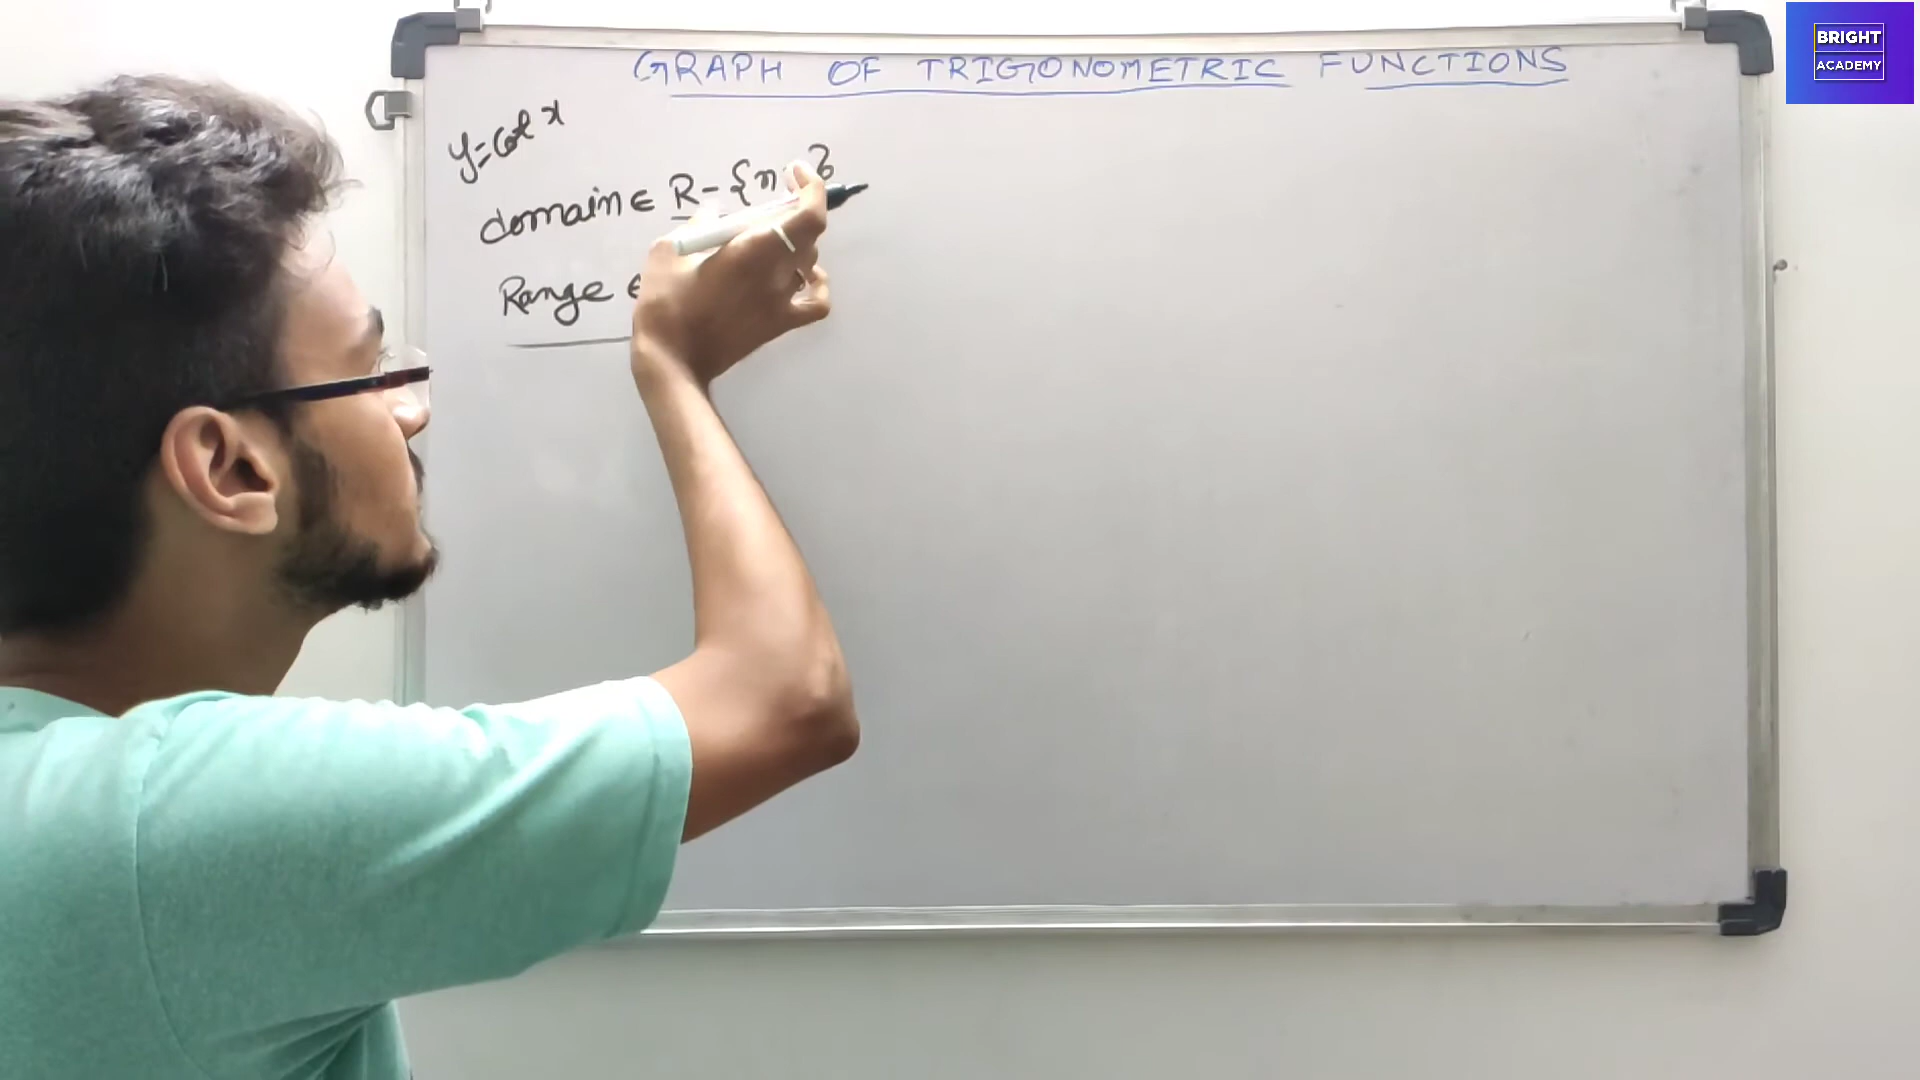 GRAPH OF TRIGONOMETRIC FUNCTIONS
BRIGHT
ACADEMY
y=cot x
domain ∈ R-{n
Range ∈